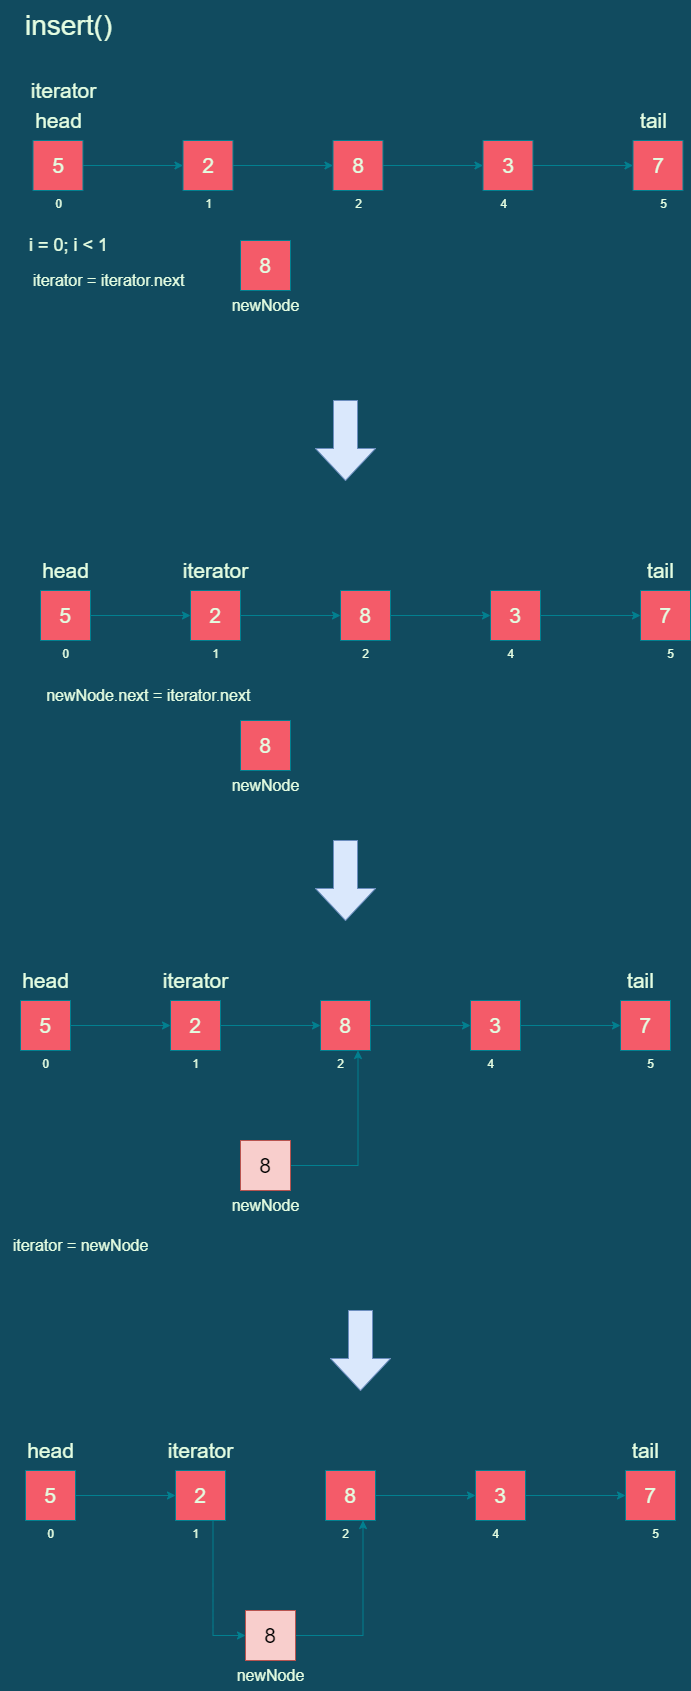 insert()
iterator
head tail
5 2 8 3 7
0 1 2 4 5
i = 0; i < 1
iterator = iterator.next
8
newNode
head iterator tail
5 2 8 3 7
0 1 2 4 5
newNode.next = iterator.next
8
newNode
head iterator tail
5 2 8 3 7
0 1 2 4 5
8
newNode
iterator = newNode
head iterator tail
5 2 8 3 7
0 1 2 4 5
8
newNode